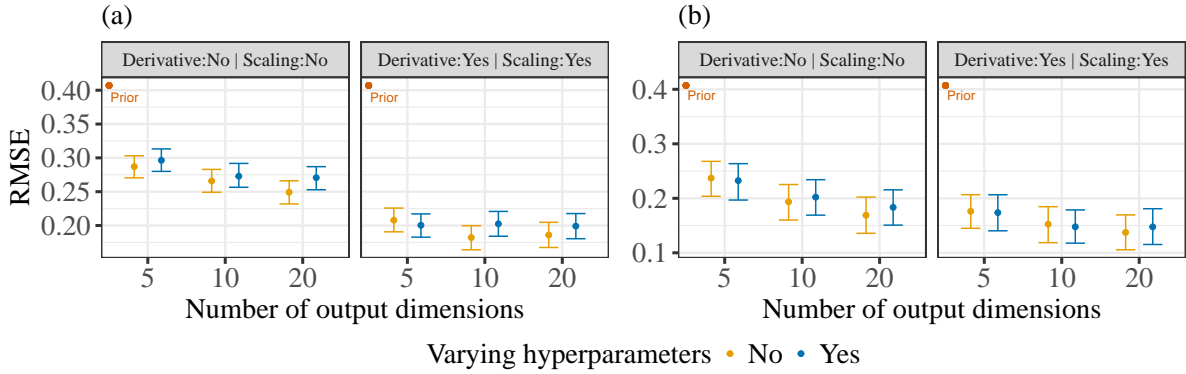 (a)
Derivative:No | Scaling:No
Derivative:Yes | Scaling:Yes
RMSE
0.40
0.35
0.30
0.25
0.20
Prior
Prior
5 10 20
5 10 20
Number of output dimensions
(b)
Derivative:No | Scaling:No
Derivative:Yes | Scaling:Yes
0.4
0.3
0.2
0.1
Prior
Prior
5 10 20
5 10 20
Number of output dimensions
Varying hyperparameters No Yes